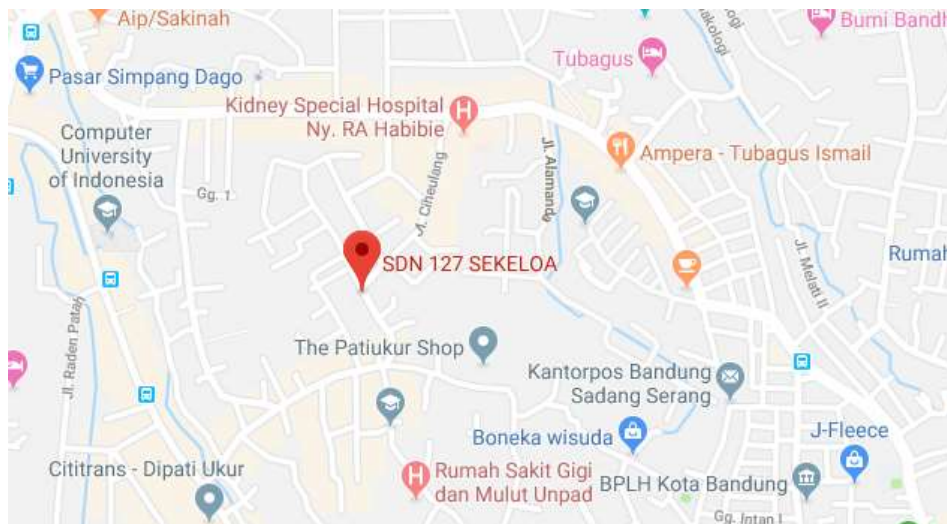 Aip/Sakinah
Burni Bandh
Tubagus
Pasar Simpang Dago
Kidney Special Hospital
Ny. RA Habibie
Computer
University
of Indonesia
Ampera - Tubagus Ismail
Jl. Alamanda
Gg. 1
Jl. Ciheulang
SDN 127 SEKELOA
Rumah
Jl. Melati II
Jl. Raden Patah
The Patiukur Shop
Kantorpos Bandung
Sadang Serang
Boneka wisuda
J-Fleece
Cititrans - Dipati Ukur
Rumah Sakit Gigi
dan Mulut Unpad
BPLH Kota Bandung
Gg. Intan I